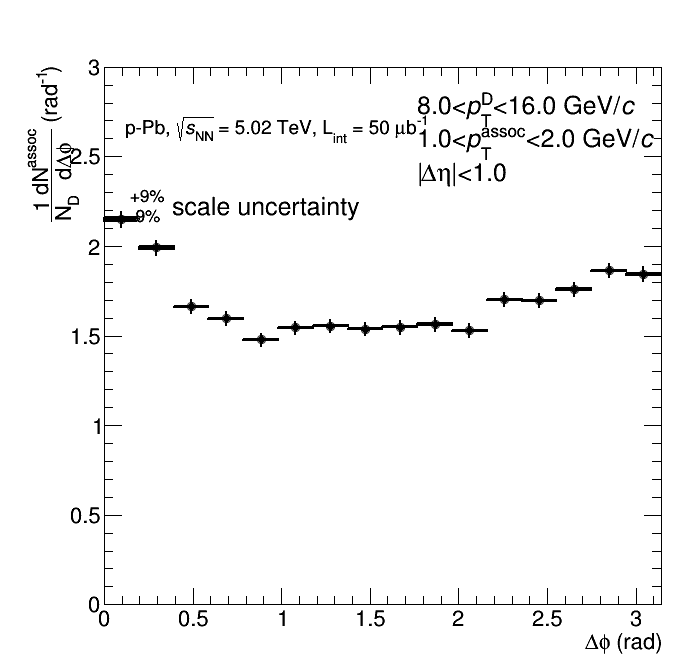 3
2.5
2
1.5
1
0.5
0
0
0.5
1
1.5
2
2.5
3
Δϕ (rad)
1 dN^assoc
N_D dΔϕ
(rad^-1)
p-Pb, √s_NN = 5.02 TeV, L_int = 50 μb^-1
8.0<p_T^D<16.0 GeV/c
1.0<p_T^assoc<2.0 GeV/c
|Δη|<1.0
+9%
-9%
scale uncertainty